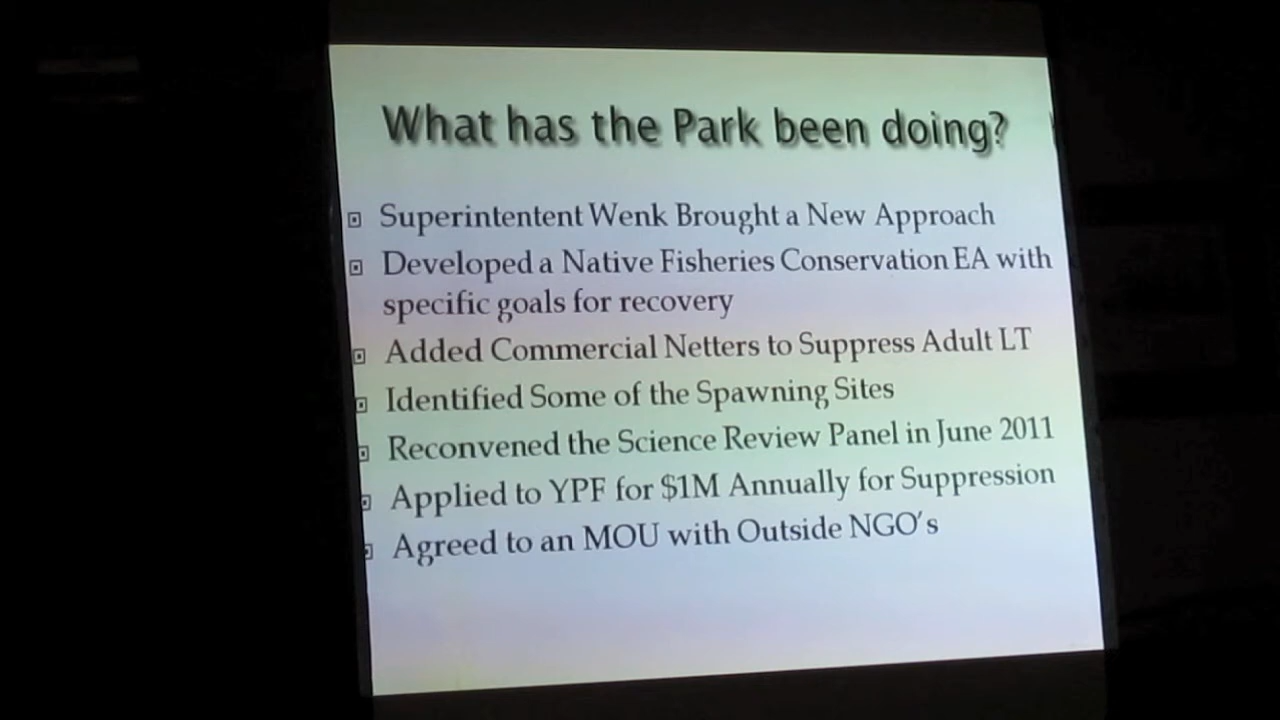 What has the Park been doing?
Superintentent Wenk Brought a New Approach
Developed a Native Fisheries Conservation EA with
specific goals for recovery
Added Commercial Netters to Suppress Adult LT
Identified Some of the Spawning Sites
Reconvened the Science Review Panel in June 2011
Applied to YPF for $1M Annually for Suppression
Agreed to an MOU with Outside NGO's